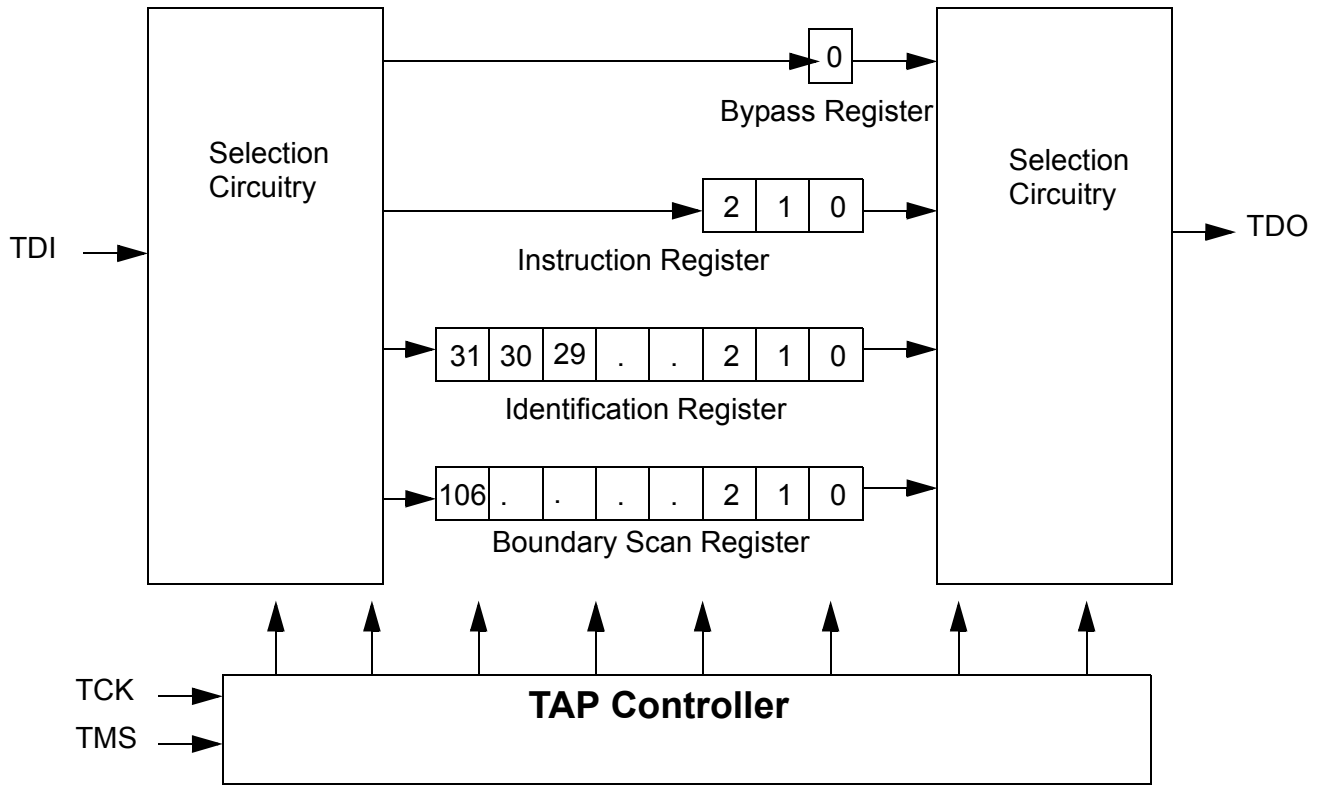 0
Bypass Register
Selection
Circuitry
Selection
Circuitry
2 1 0
TDI
TDO
Instruction Register
31 30 29 . . 2 1 0
Identification Register
106 . . . . 2 1 0
Boundary Scan Register
TCK
TAP Controller
TMS